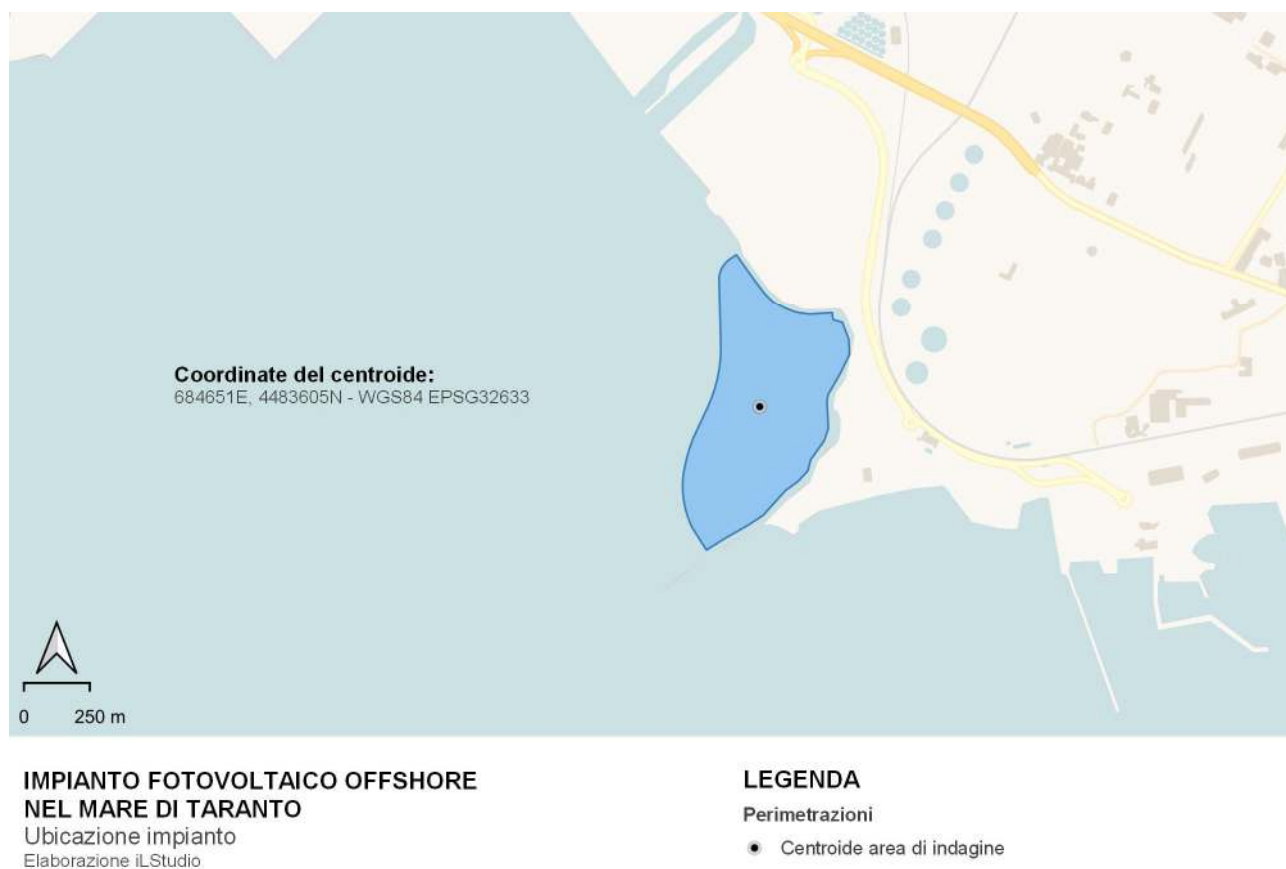 Coordinate del centroide:
684651E, 4483605N - WGS84 EPSG32633
0 250 m
IMPIANTO FOTOVOLTAICO OFFSHORE
NEL MARE DI TARANTO
Ubicazione impianto
Elaborazione iLStudio
LEGENDA
Perimetrazioni
Centroide area di indagine